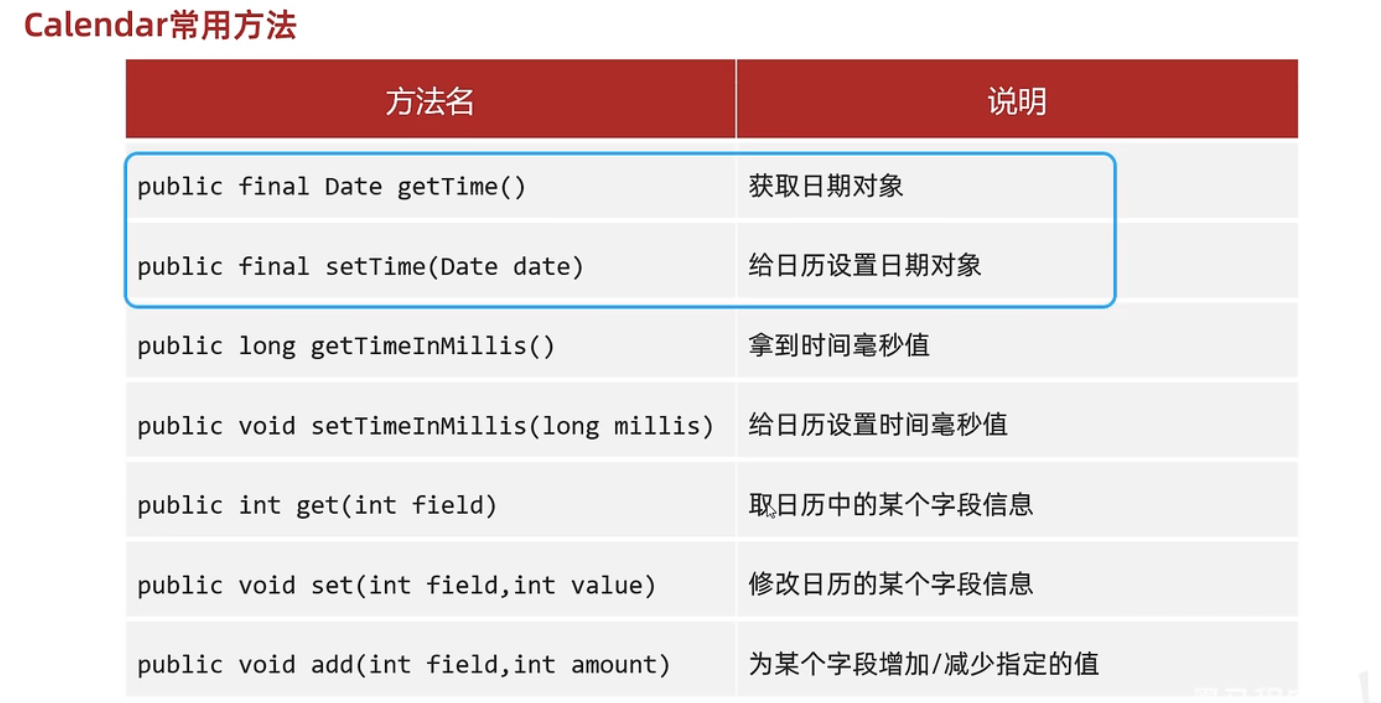 Calendar常用方法
方法名 说明
public final Date getTime() 获取日期对象
public final setTime(Date date) 给日历设置日期对象
public long getTimeInMillis() 拿到时间毫秒值
public void setTimeInMillis(long millis) 给日历设置时间毫秒值
public int get(int field) 取日历中的某个字段信息
public void set(int field,int value) 修改日历的某个字段信息
public void add(int field,int amount) 为某个字段增加/减少指定的值